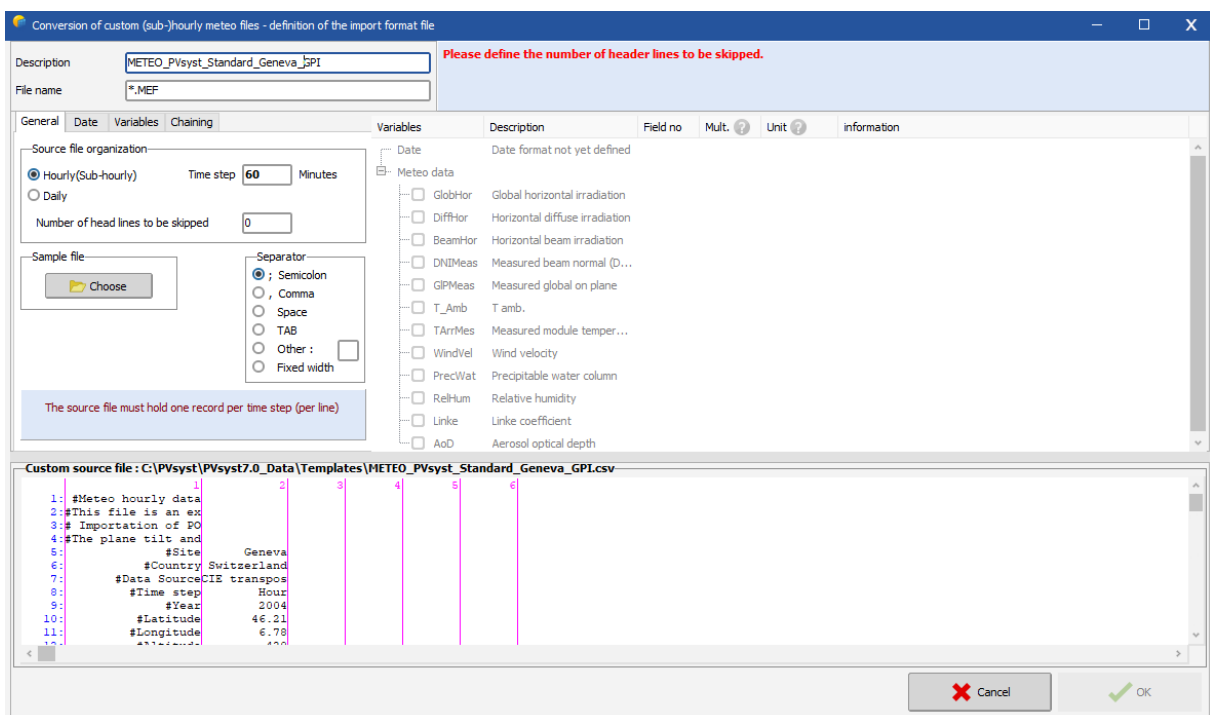 Conversion of custom (sub-)hourly meteo files - definition of the import format file
Description METEO_PVsyst_Standard_Geneva_GPI
Please define the number of header lines to be skipped.
File name *.MEF
General Date Variables Chaining
Variables Description Field no Mult. ? Unit ? information
Source file organization
Hourly(Sub-hourly) Time step 60 Minutes
Daily
Number of head lines to be skipped 0
Sample file
Choose
Separator
; Semicolon
, Comma
Space
TAB
Other :
Fixed width
The source file must hold one record per time step (per line)
Date Date format not yet defined
Meteo data
GlobHor Global horizontal irradiation
DiffHor Horizontal diffuse irradiation
BeamHor Horizontal beam irradiation
DNIMeas Measured beam normal (D...
GlPMeas Measured global on plane
T_Amb T amb.
TArrMes Measured module temper...
WindVel Wind velocity
PrecWat Precipitable water column
RelHum Relative humidity
Linke Linke coefficient
AoD Aerosol optical depth
Custom source file : C:\PVsyst\PVsyst7.0_Data\Templates\METEO_PVsyst_Standard_Geneva_GPI.csv
1 2 3 4 5 6
1: #Meteo hourly data
2:#This file is an ex
3:# Importation of PO
4:#The plane tilt and
5: #Site Geneva
6: #Country Switzerland
7: #Data Source CIE transpos
8: #Time step Hour
9: #Year 2004
10: #Latitude 46.21
11: #Longitude 6.78
Cancel OK